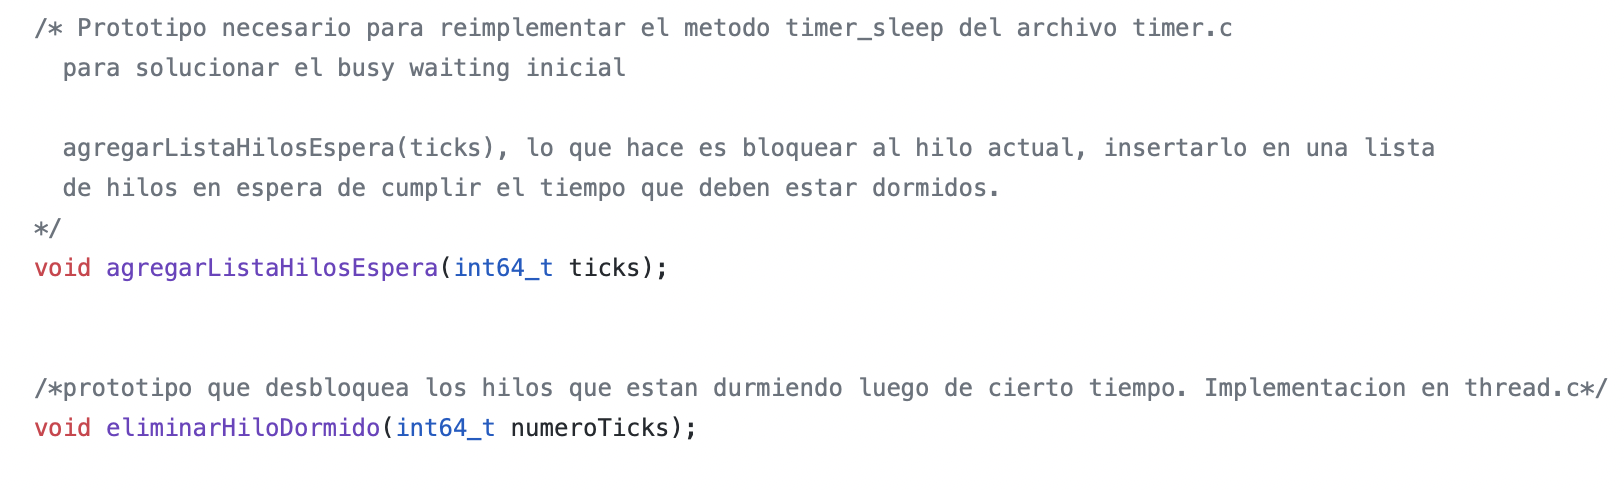 /* Prototipo necesario para reimplementar el metodo timer_sleep del archivo timer.c
para solucionar el busy waiting inicial
agregarListaHilosEspera(ticks), lo que hace es bloquear al hilo actual, insertarlo en una lista
de hilos en espera de cumplir el tiempo que deben estar dormidos.
*/
void agregarListaHilosEspera(int64_t ticks);
/*prototipo que desbloquea los hilos que estan durmiendo luego de cierto tiempo. Implementacion en thread.c*/
void eliminarHiloDormido(int64_t numeroTicks);